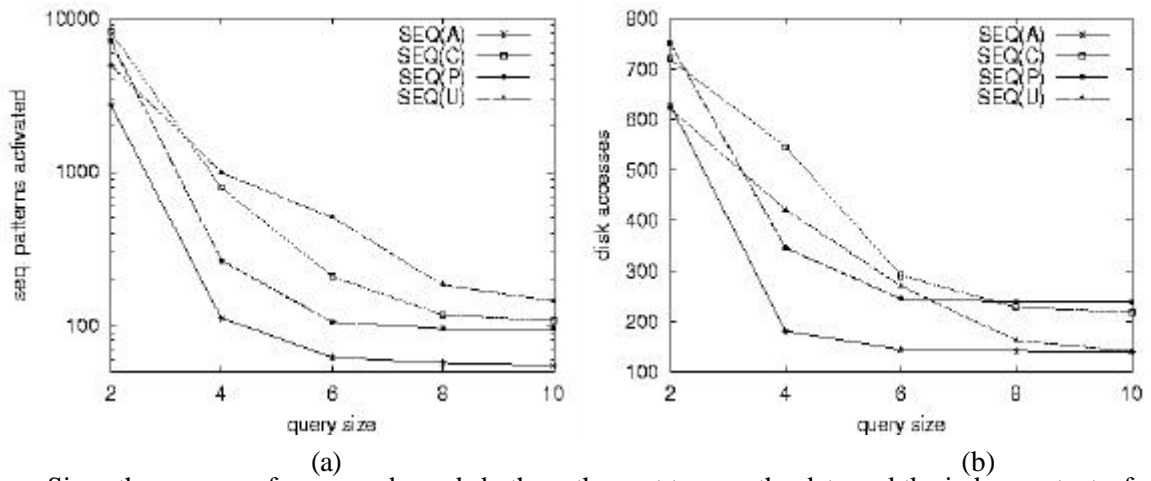 10000
1000
100
seq. patterns activated
SEQ(A)
SEQ(C)
SEQ(P)
SEQ(U)
2 4 6 8 10
query size
(a)
800
700
600
500
400
300
200
100
disk accesses
SEQ(A)
SEQ(C)
SEQ(P)
SEQ(U)
2 4 6 8 10
query size
(b)